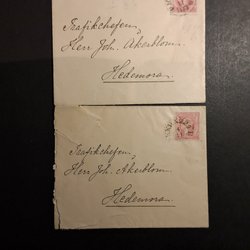 Trafikchefen,
Herr Joh. Åkerblom.
Hedemora.
Trafikchefen,
Herr Joh. Åkerblom.
Hedemora.